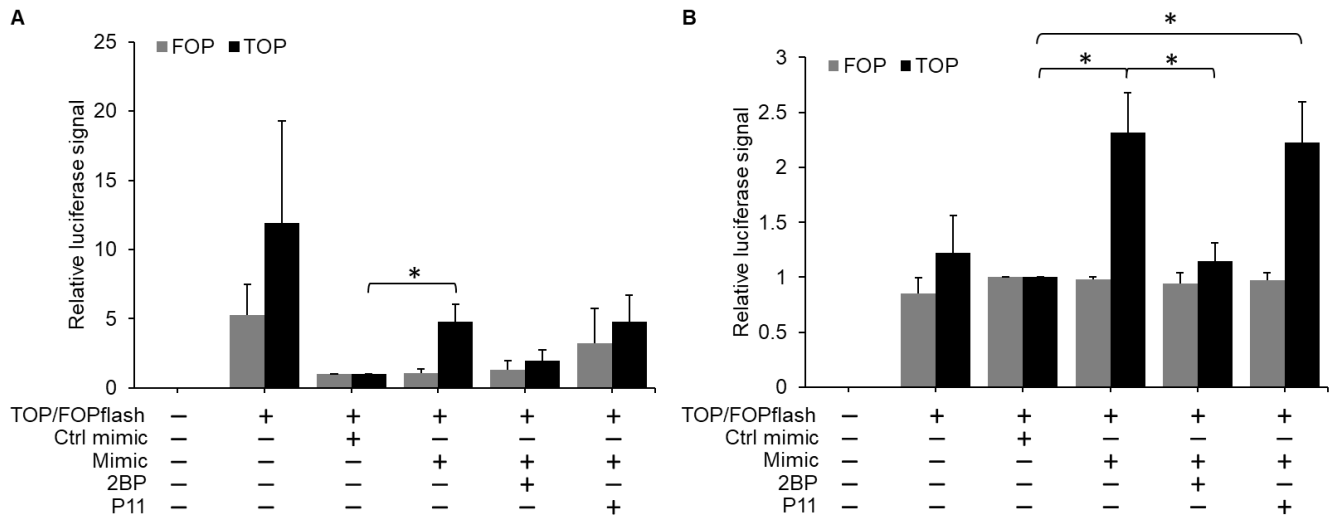 A
FOP TOP
Relative luciferase signal
25
20
15
10
5
0
*
TOP/FOPflash – + + + + +
Ctrl mimic – – + – – –
Mimic – – – + + +
2BP – – – – + –
P11 – – – – – +
B
FOP TOP
Relative luciferase signal
3
2.5
2
1.5
1
0.5
0
*
* *
TOP/FOPflash – + + + + +
Ctrl mimic – – + – – –
Mimic – – – + + +
2BP – – – – + –
P11 – – – – – +